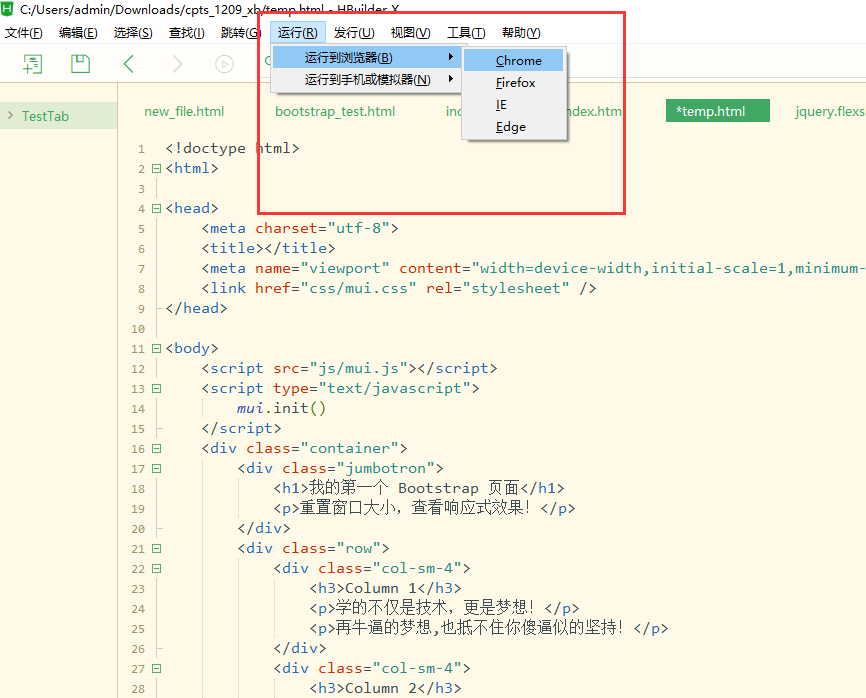 C:/Users/admin/Downloads/cpts_1209_xb/temp.html - HBuilder X
文件(F) 编辑(E) 选择(S) 查找(I) 跳转(G) 运行(R) 发行(U) 视图(V) 工具(T) 帮助(Y)
运行到浏览器(B)
运行到手机或模拟器(N)
Chrome
Firefox
IE
Edge
TestTab
new_file.html bootstrap_test.html ndex.htm *temp.html jquery.flexs
1 <!doctype html>
2 <html>
3
4 <head>
5 <meta charset="utf-8">
6 <title></title>
7 <meta name="viewport" content="width=device-width,initial-scale=1,minimum-
8 <link href="css/mui.css" rel="stylesheet" />
9 </head>
10
11 <body>
12 <script src="js/mui.js"></script>
13 <script type="text/javascript">
14 mui.init()
15 </script>
16 <div class="container">
17 <div class="jumbotron">
18 <h1>我的第一个 Bootstrap 页面</h1>
19 <p>重置窗口大小，查看响应式效果！</p>
20 </div>
21 <div class="row">
22 <div class="col-sm-4">
23 <h3>Column 1</h3>
24 <p>学的不仅是技术，更是梦想！</p>
25 <p>再牛逼的梦想,也抵不住你傻逼似的坚持！</p>
26 </div>
27 <div class="col-sm-4">
28 <h3>Column 2</h3>